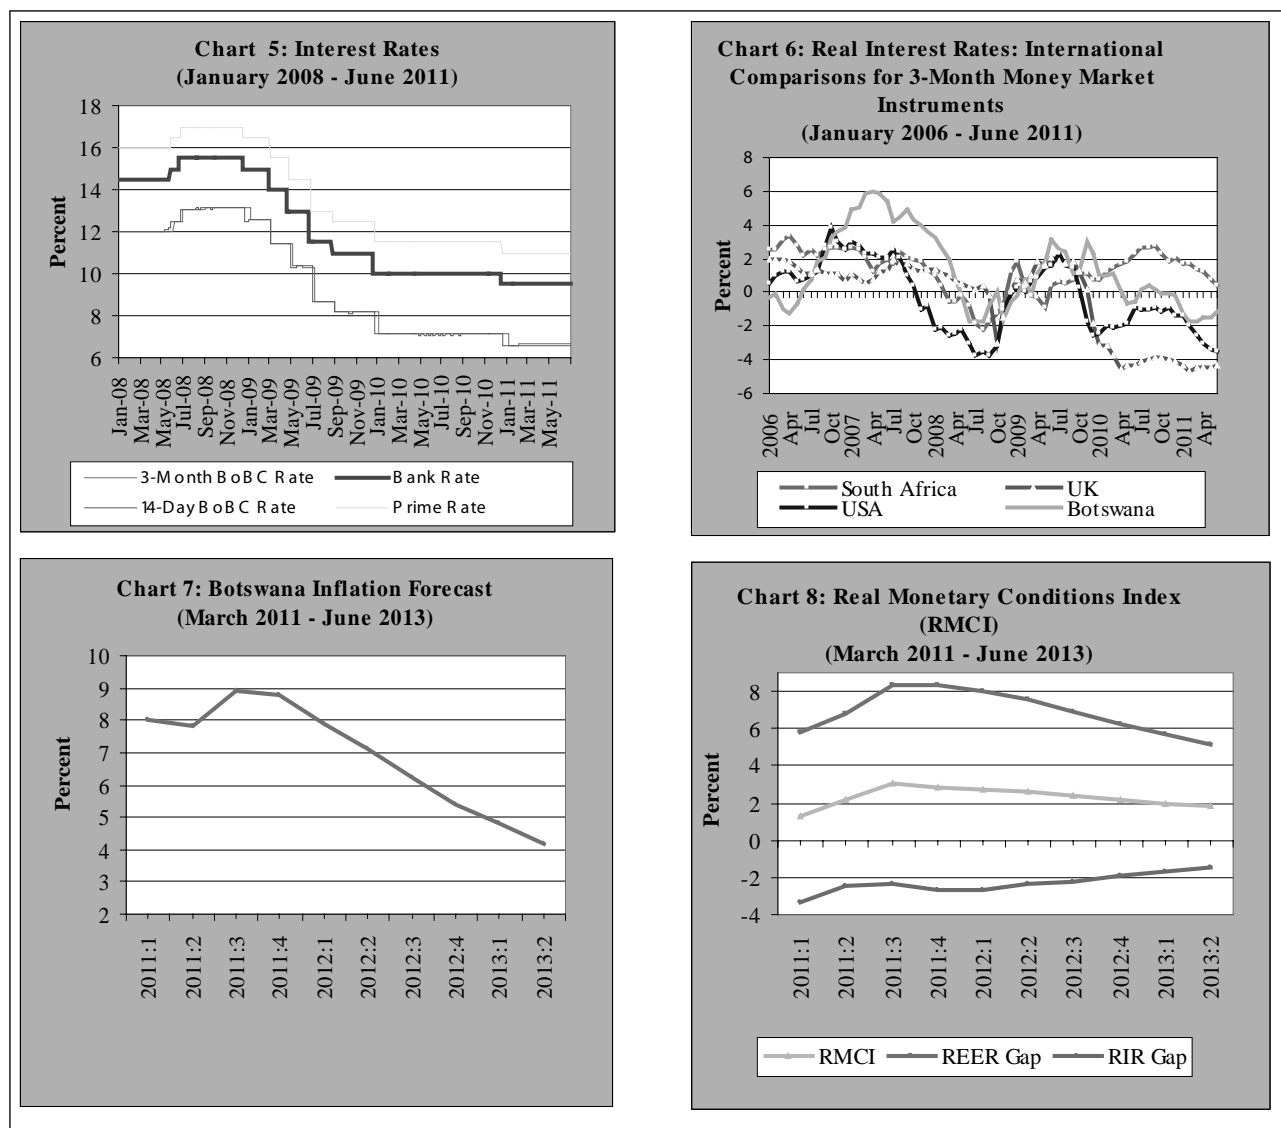 Chart 5: Interest Rates
(January 2008 - June 2011)
18
16
14
12
10
8
6
Percent
Jan-08
Mar-08
May-08
Jul-08
Sep-08
Nov-08
Jan-09
Mar-09
May-09
Jul-09
Sep-09
Nov-09
Jan-10
Mar-10
May-10
Jul-10
Sep-10
Nov-10
Jan-11
Mar-11
May-11
3-Month BoBC Rate
Bank Rate
14-Day BoBC Rate
Prime Rate
Chart 6: Real Interest Rates: International
Comparisons for 3-Month Money Market
Instruments
(January 2006 - June 2011)
8
6
4
2
0
-2
-4
-6
Percent
2006
Apr
Jul
Oct
2007
Apr
Jul
Oct
2008
Apr
Jul
Oct
2009
Apr
Jul
Oct
2010
Apr
Jul
Oct
2011
Apr
South Africa
UK
USA
Botswana
Chart 7: Botswana Inflation Forecast
(March 2011 - June 2013)
10
9
8
7
6
5
4
3
2
Percent
2011:1
2011:2
2011:3
2011:4
2012:1
2012:2
2012:3
2012:4
2013:1
2013:2
Chart 8: Real Monetary Conditions Index
(RMCI)
(March 2011 - June 2013)
8
6
4
2
0
-2
-4
Percent
2011:1
2011:2
2011:3
2011:4
2012:1
2012:2
2012:3
2012:4
2013:1
2013:2
RMCI
REER Gap
RIR Gap